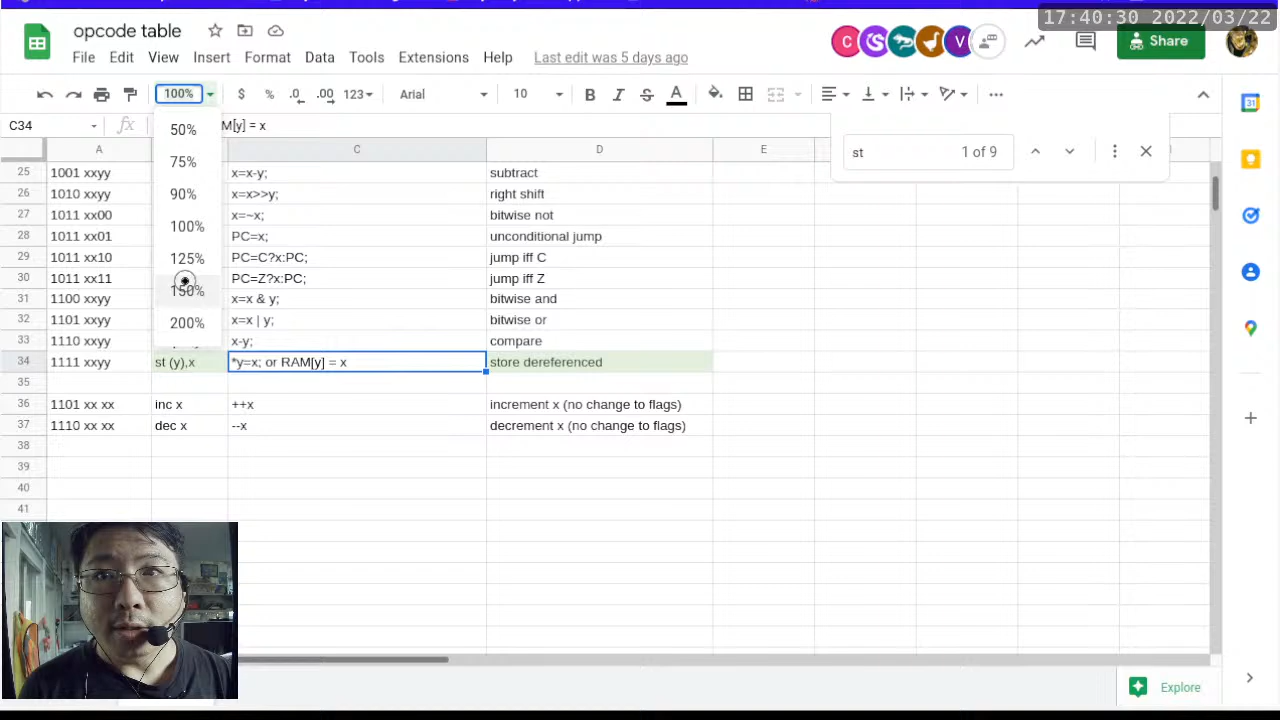 17:40:30 2022/03/22
opcode table
File Edit View Insert Format Data Tools Extensions Help Last edit was 5 days ago
C V Share
100% $ % .0 .00 123 Arial 10 B I S A
C34 fx M[y] = x
st 1 of 9
50%
75%
90%
100%
125%
150%
200%
A C D E
25 1001 xxyy x=x-y; subtract
26 1010 xxyy x=x>>y; right shift
27 1011 xx00 x=~x; bitwise not
28 1011 xx01 PC=x; unconditional jump
29 1011 xx10 PC=C?x:PC; jump iff C
30 1011 xx11 PC=Z?x:PC; jump iff Z
31 1100 xxyy x=x & y; bitwise and
32 1101 xxyy x=x | y; bitwise or
33 1110 xxyy x-y; compare
34 1111 xxyy st (y),x *y=x; or RAM[y] = x store dereferenced
35
36 1101 xx xx inc x ++x increment x (no change to flags)
37 1110 xx xx dec x --x decrement x (no change to flags)
38
39
40
41
31
Explore